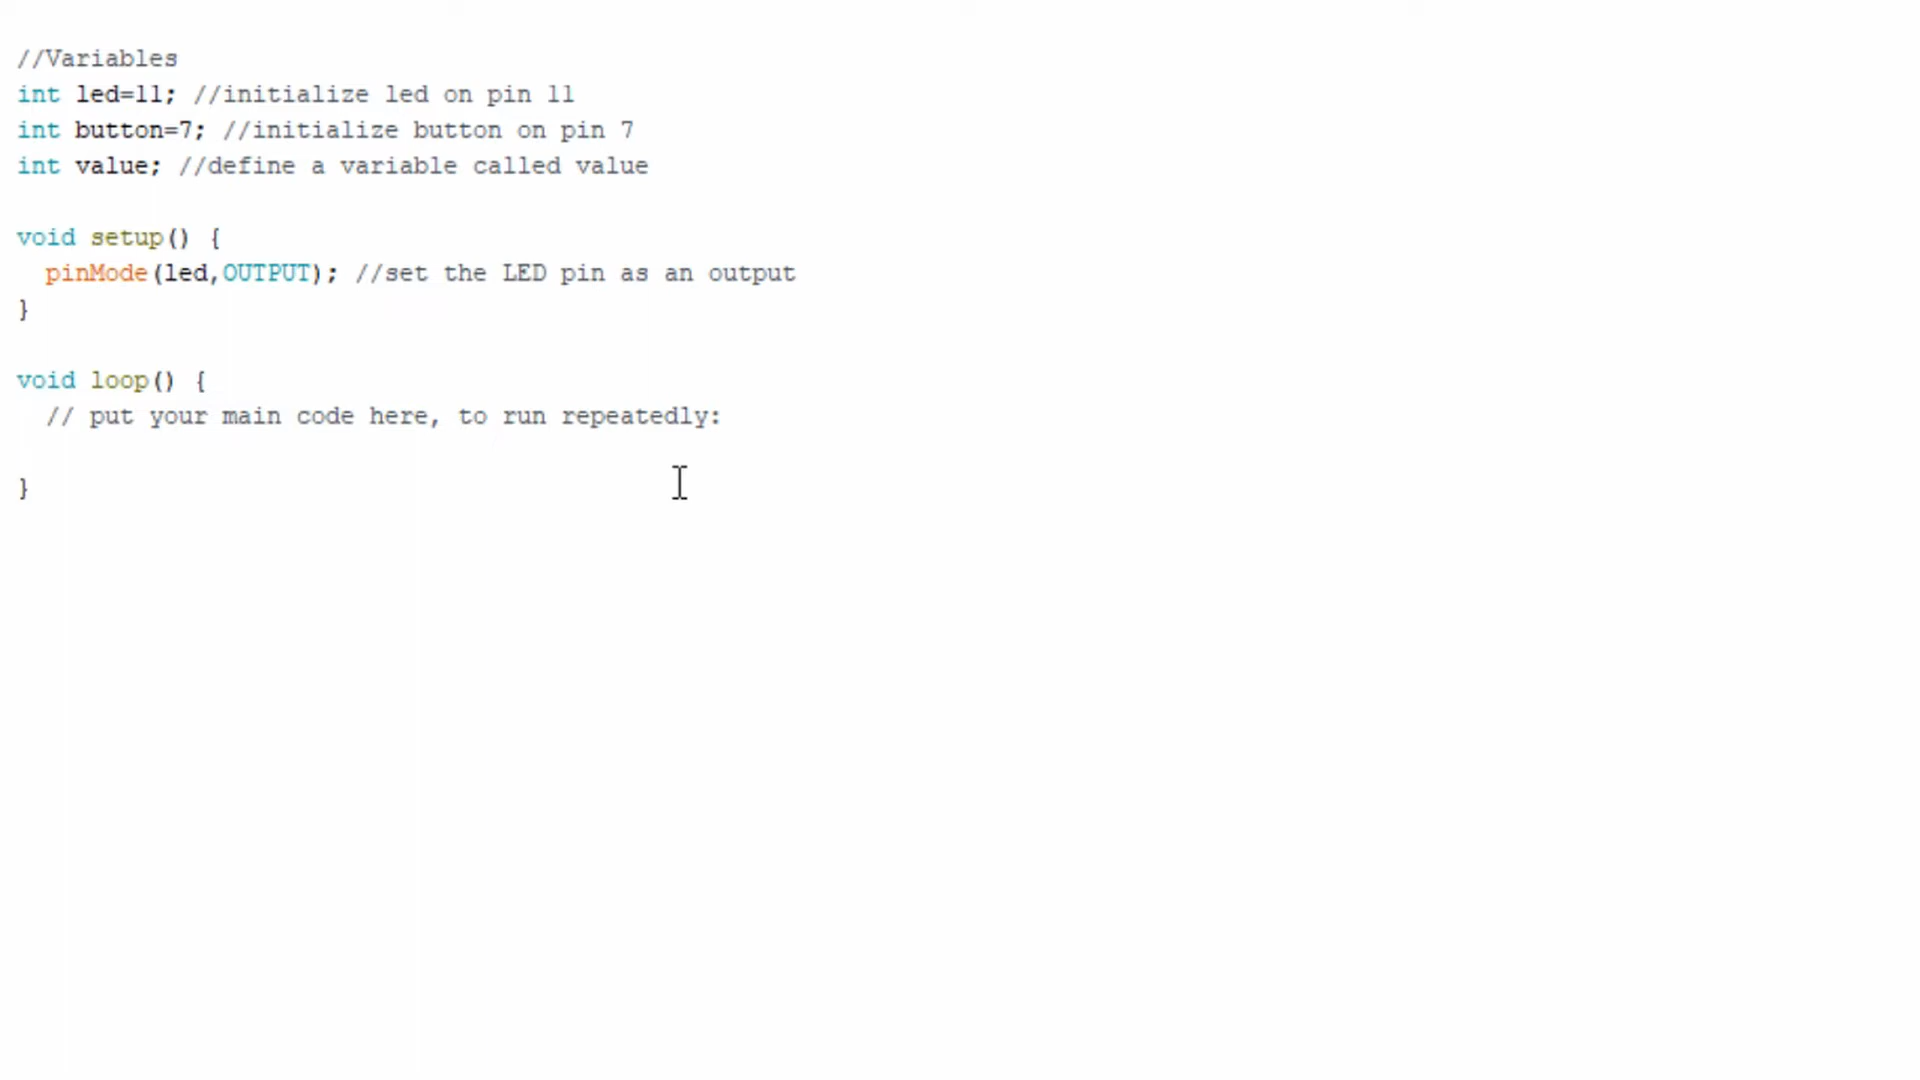 //Variables
int led=11; //initialize led on pin 11
int button=7; //initialize button on pin 7
int value; //define a variable called value
void setup() {
  pinMode(led,OUTPUT); //set the LED pin as an output
}
void loop() {
  // put your main code here, to run repeatedly:
}